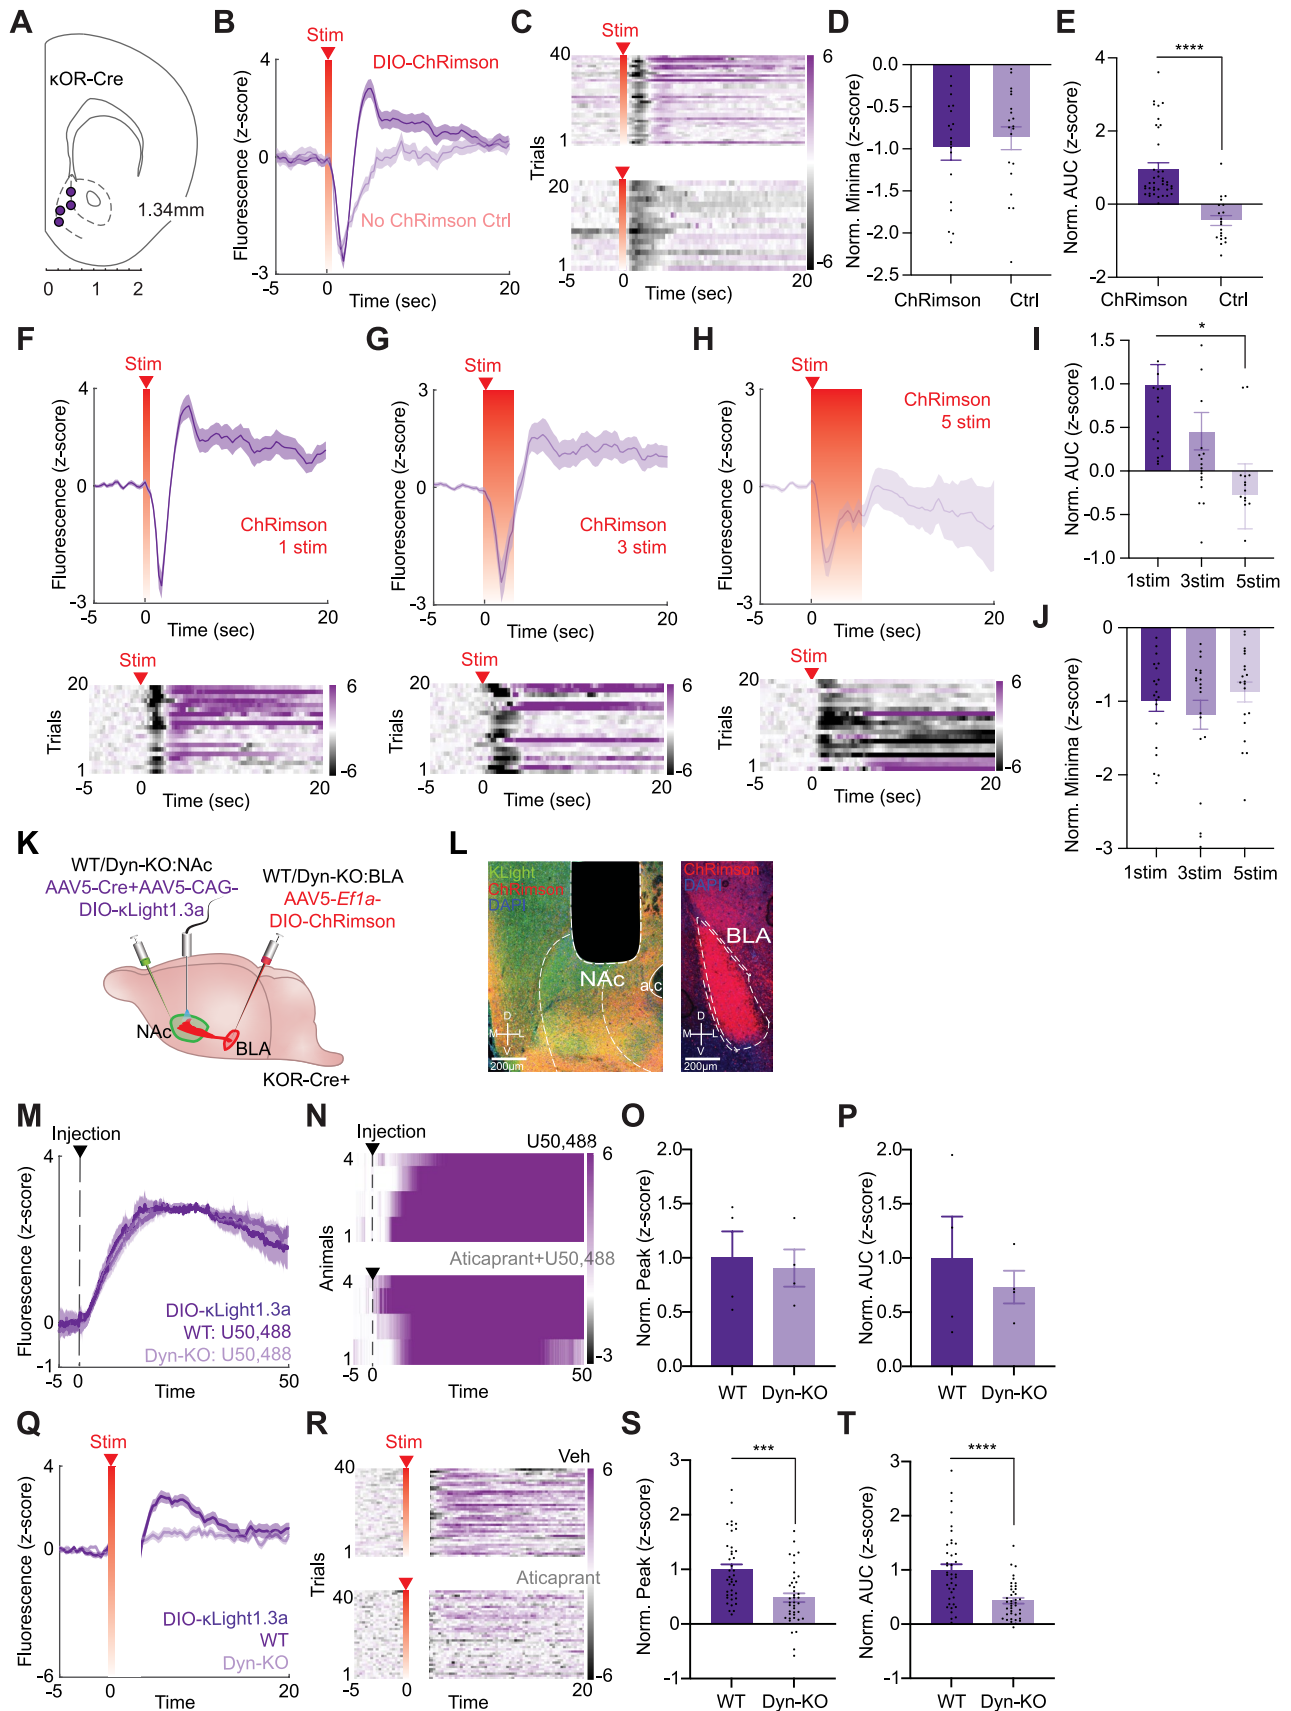 A
κOR-Cre
1.34mm
0 1 2
B
Stim
DIO-ChRimson
No ChRimson Ctrl
Fluorescence (z-score)
4
0
-3
-5 0 20
Time (sec)
C
Stim
40
1
20
1
Trials
6
-6
-5 0 20
Time (sec)
D
Norm. Minima (z-score)
0.0
-0.5
-1.0
-1.5
-2.0
-2.5
ChRimson Ctrl
E
****
Norm. AUC (z-score)
4
2
0
-2
ChRimson Ctrl
F
Stim
Fluorescence (z-score)
4
0
-3
ChRimson
1 stim
-5 0 20
Time (sec)
Stim
20
1
Trials
6
-6
-5 0 20
Time (sec)
G
Stim
Fluorescence (z-score)
3
0
-3
ChRimson
3 stim
-5 0 20
Time (sec)
Stim
20
1
Trials
6
-6
-5 0 20
Time (sec)
H
Stim
Fluorescence (z-score)
3
0
-3
ChRimson
5 stim
-5 0 20
Time (sec)
Stim
20
1
Trials
6
-6
-5 0 20
Time (sec)
I
*
Norm. AUC (z-score)
1.5
1.0
0.5
0.0
-0.5
-1.0
1stim 3stim 5stim
J
Norm. Minima (z-score)
0
-1
-2
-3
1stim 3stim 5stim
K
WT/Dyn-KO:NAc
AAV5-Cre+AAV5-CAG-
DIO-κLight1.3a
WT/Dyn-KO:BLA
AAV5-Ef1a-
DIO-ChRimson
NAc
BLA
KOR-Cre+
L
KLight
ChRimson
DAPI
NAc
a.c
D
M L
V
200µm
ChRimson
DAPI
BLA
D
M L
V
200µm
M
Injection
Fluorescence (z-score)
4
0
-1
DIO-κLight1.3a
WT: U50,488
Dyn-KO: U50,488
-5 0 50
Time
N
Injection
U50,488
4
1
Aticaprant+U50,488
4
1
Animals
6
-3
-5 0 50
Time
O
Norm. Peak (z-score)
2.0
1.5
1.0
0.5
0.0
WT Dyn-KO
P
Norm. AUC (z-score)
2.0
1.5
1.0
0.5
0.0
WT Dyn-KO
Q
Stim
Fluorescence (z-score)
4
0
-6
DIO-κLight1.3a
WT
Dyn-KO
-5 0 20
Time
R
Stim
Veh
40
1
Aticaprant
40
1
Trials
6
-6
-5 0 20
Time
S
***
Norm. Peak (z-score)
3
2
1
0
-1
WT Dyn-KO
T
****
Norm. AUC (z-score)
3
2
1
0
-1
WT Dyn-KO